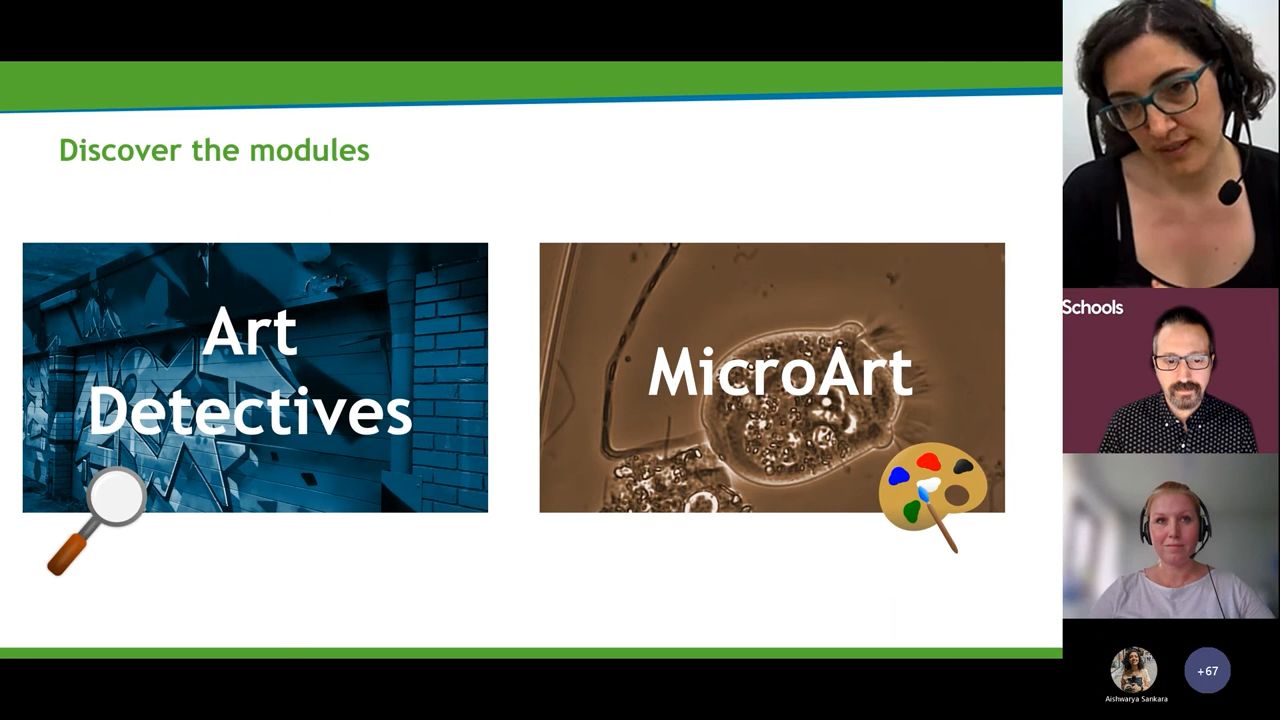 Discover the modules
Art
Detectives
MicroArt
Schools
Aishwarya Sankara
+67